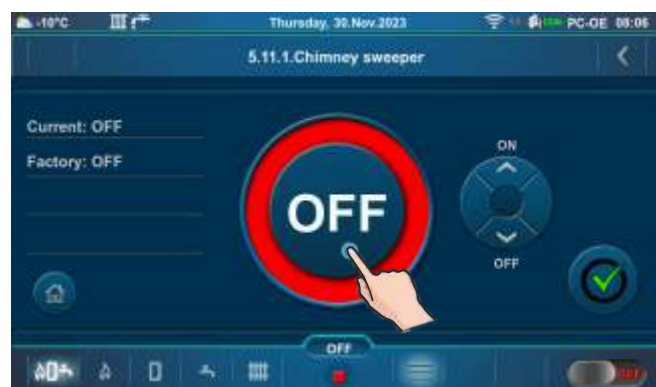 -10°C Thursday, 30.Nov.2023 PC-OE 08:06
5.11.1.Chimney sweeper
Current: OFF
Factory: OFF
OFF
ON
OFF
OFF
OFF